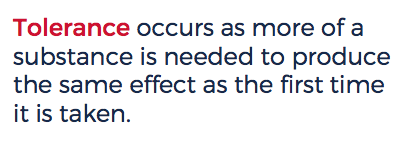 Tolerance occurs as more of a
substance is needed to produce
the same effect as the first time
it is taken.